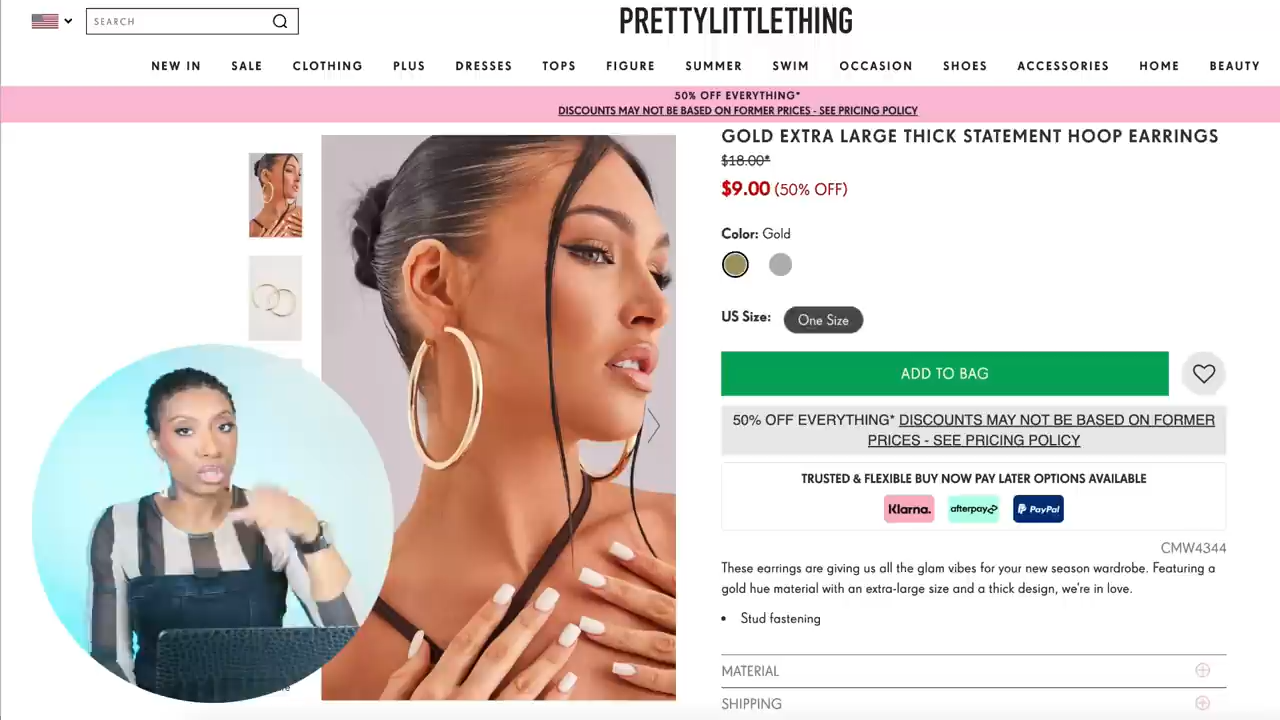 SEARCH
PRETTYLITTLETHING
NEW IN SALE CLOTHING PLUS DRESSES TOPS FIGURE SUMMER SWIM OCCASION SHOES ACCESSORIES HOME BEAUTY
50% OFF EVERYTHING*
DISCOUNTS MAY NOT BE BASED ON FORMER PRICES - SEE PRICING POLICY
GOLD EXTRA LARGE THICK STATEMENT HOOP EARRINGS
$18.00*
$9.00 (50% OFF)
Color: Gold
US Size: One Size
ADD TO BAG
50% OFF EVERYTHING* DISCOUNTS MAY NOT BE BASED ON FORMER
PRICES - SEE PRICING POLICY
TRUSTED & FLEXIBLE BUY NOW PAY LATER OPTIONS AVAILABLE
Klarna. afterpay PayPal
CMW4344
These earrings are giving us all the glam vibes for your new season wardrobe. Featuring a
gold hue material with an extra-large size and a thick design, we're in love.
• Stud fastening
MATERIAL
SHIPPING